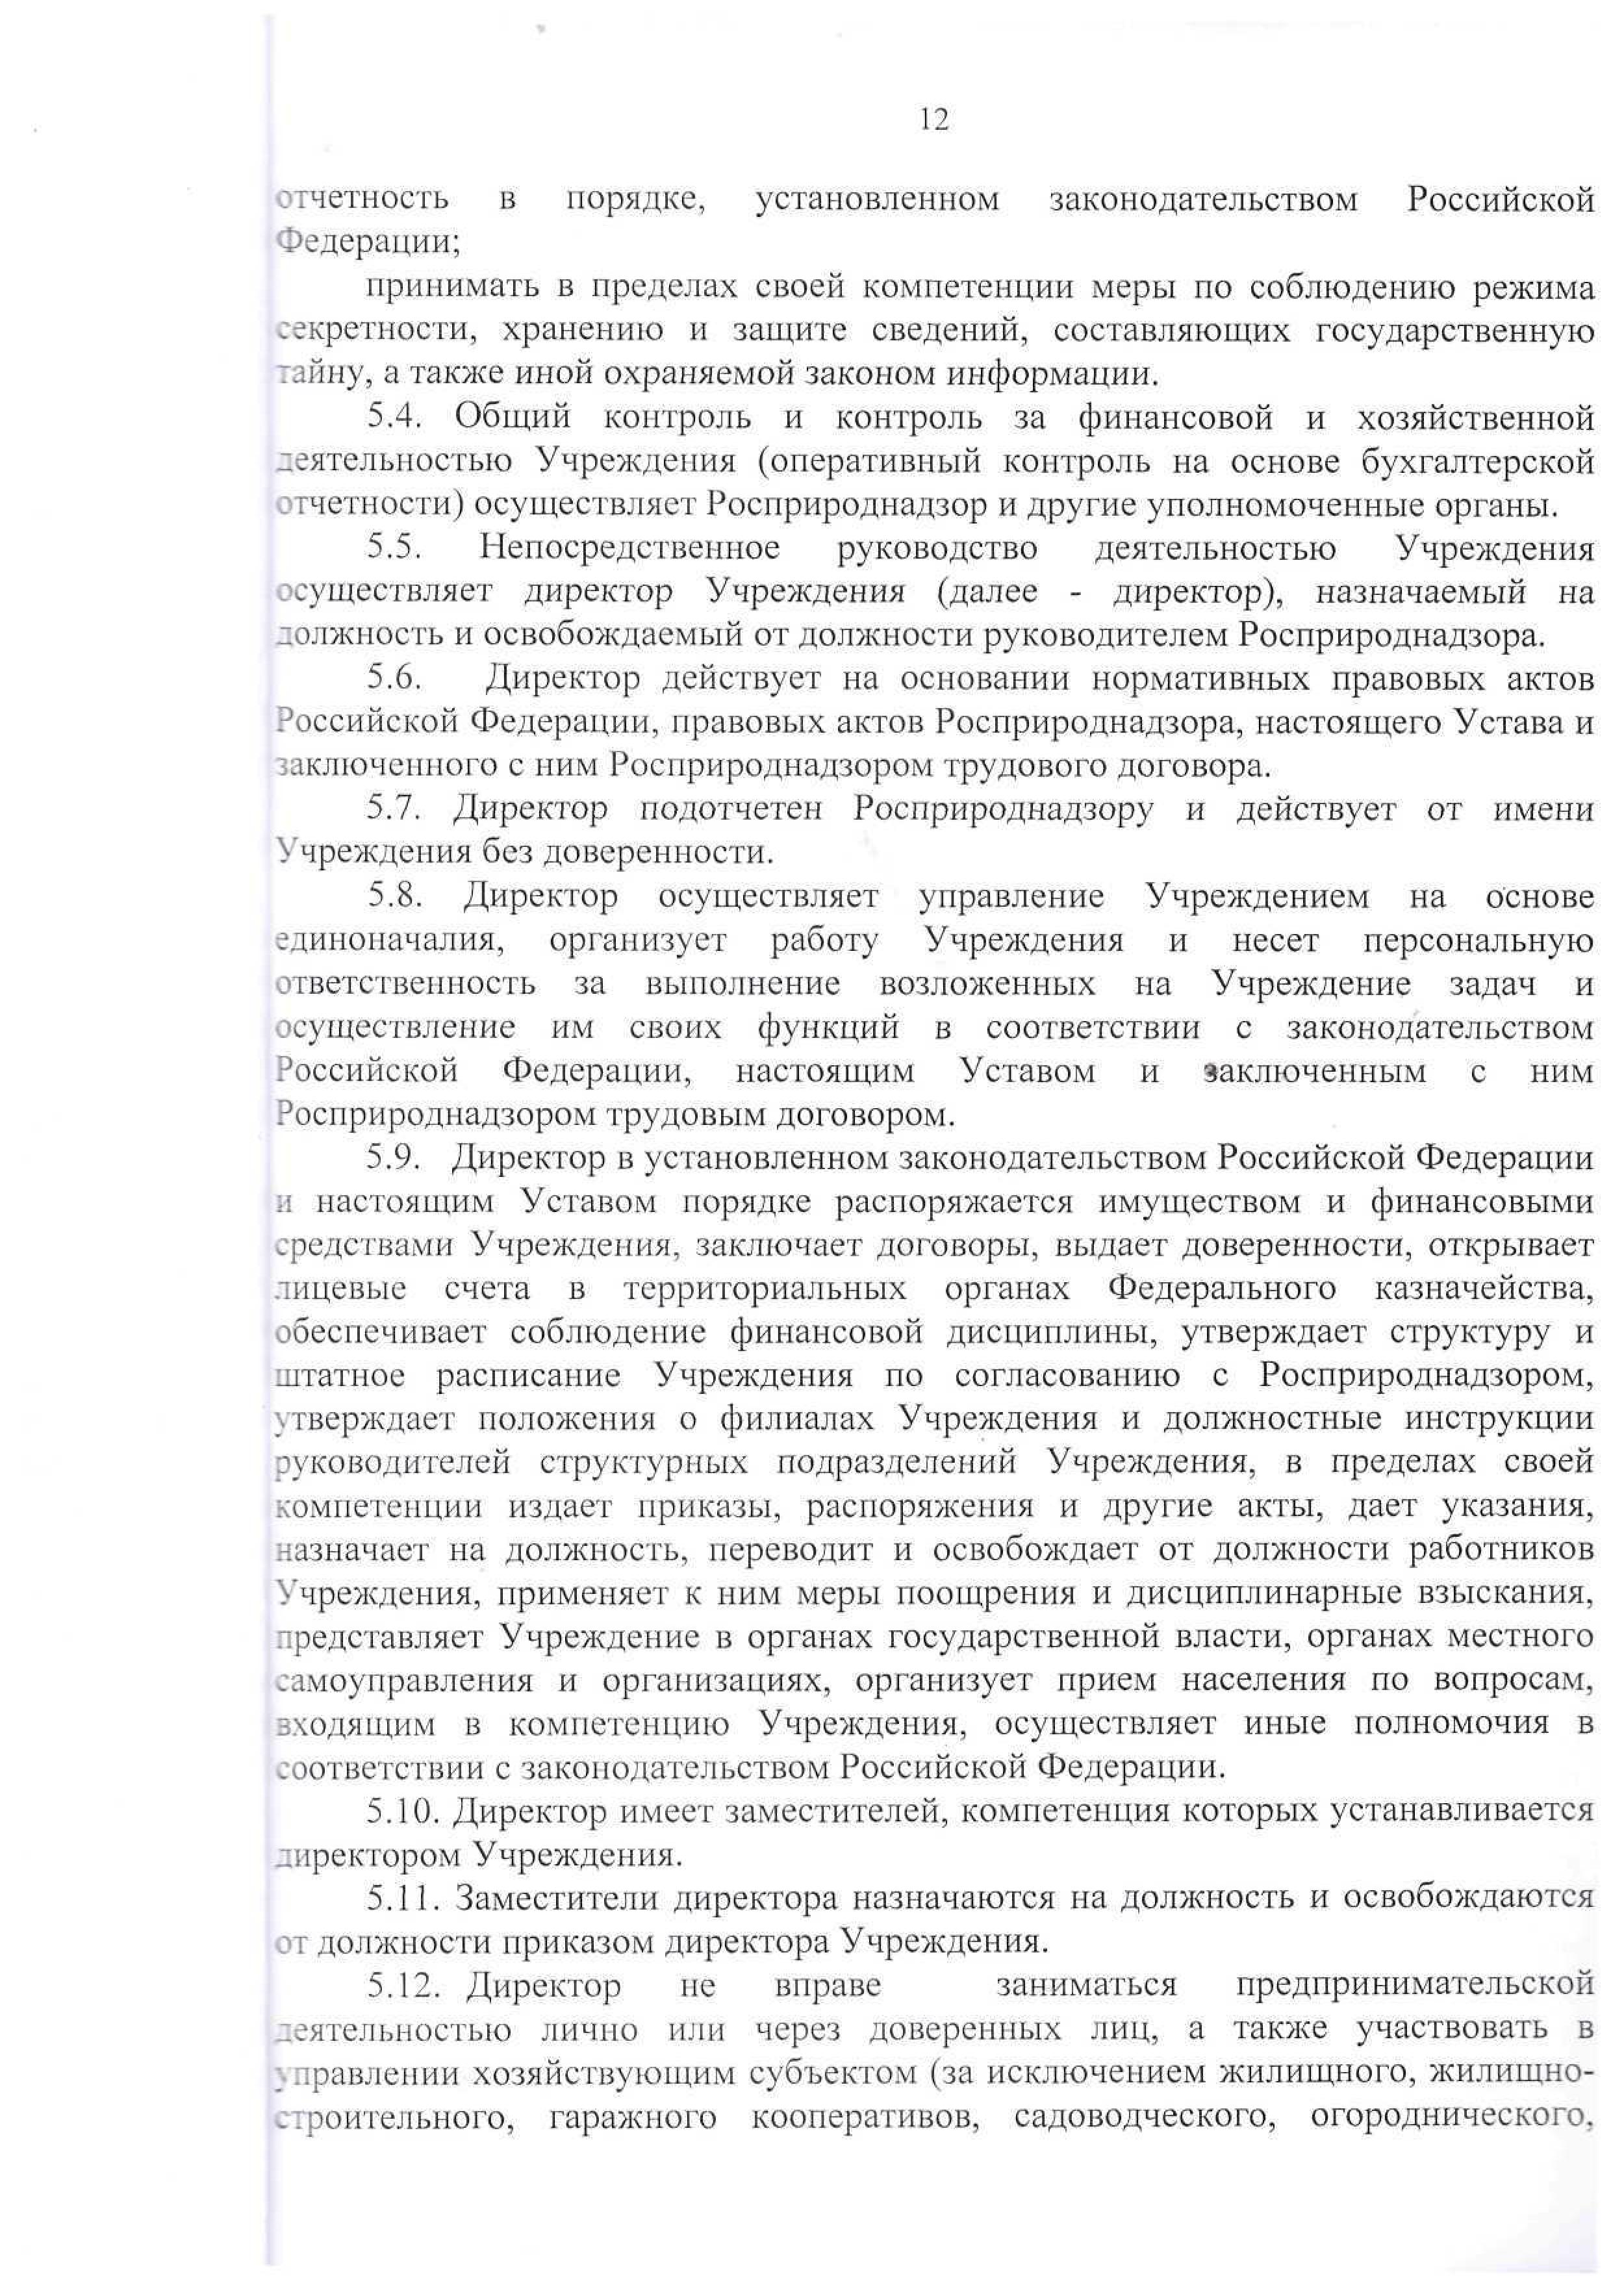 12
отчетность в порядке, установленном законодательством Российской
Федерации;
принимать в пределах своей компетенции меры по соблюдению режима
секретности, хранению и защите сведений, составляющих государственную
тайну, а также иной охраняемой законом информации.
5.4. Общий контроль и контроль за финансовой и хозяйственной
деятельностью Учреждения (оперативный контроль на основе бухгалтерской
отчетности) осуществляет Росприроднадзор и другие уполномоченные органы.
5.5. Непосредственное руководство деятельностью Учреждения
осуществляет директор Учреждения (далее - директор), назначаемый на
должность и освобождаемый от должности руководителем Росприроднадзора.
5.6. Директор действует на основании нормативных правовых актов
Российской Федерации, правовых актов Росприроднадзора, настоящего Устава и
заключенного с ним Росприроднадзором трудового договора.
5.7. Директор подотчетен Росприроднадзору и действует от имени
Учреждения без доверенности.
5.8. Директор осуществляет управление Учреждением на основе
единоначалия, организует работу Учреждения и несет персональную
ответственность за выполнение возложенных на Учреждение задач и
осуществление им своих функций в соответствии с законодательством
Российской Федерации, настоящим Уставом и заключенным с ним
Росприроднадзором трудовым договором.
5.9. Директор в установленном законодательством Российской Федерации
и настоящим Уставом порядке распоряжается имуществом и финансовыми
средствами Учреждения, заключает договоры, выдает доверенности, открывает
лицевые счета в территориальных органах Федерального казначейства,
обеспечивает соблюдение финансовой дисциплины, утверждает структуру и
штатное расписание Учреждения по согласованию с Росприроднадзором,
утверждает положения о филиалах Учреждения и должностные инструкции
руководителей структурных подразделений Учреждения, в пределах своей
компетенции издает приказы, распоряжения и другие акты, дает указания,
назначает на должность, переводит и освобождает от должности работников
Учреждения, применяет к ним меры поощрения и дисциплинарные взыскания,
представляет Учреждение в органах государственной власти, органах местного
самоуправления и организациях, организует прием населения по вопросам,
входящим в компетенцию Учреждения, осуществляет иные полномочия в
соответствии с законодательством Российской Федерации.
5.10. Директор имеет заместителей, компетенция которых устанавливается
директором Учреждения.
5.11. Заместители директора назначаются на должность и освобождаются
от должности приказом директора Учреждения.
5.12. Директор не вправе заниматься предпринимательской
деятельностью лично или через доверенных лиц, а также участвовать в
управлении хозяйствующим субъектом (за исключением жилищного, жилищно-
строительного, гаражного кооперативов, садоводческого, огороднического,